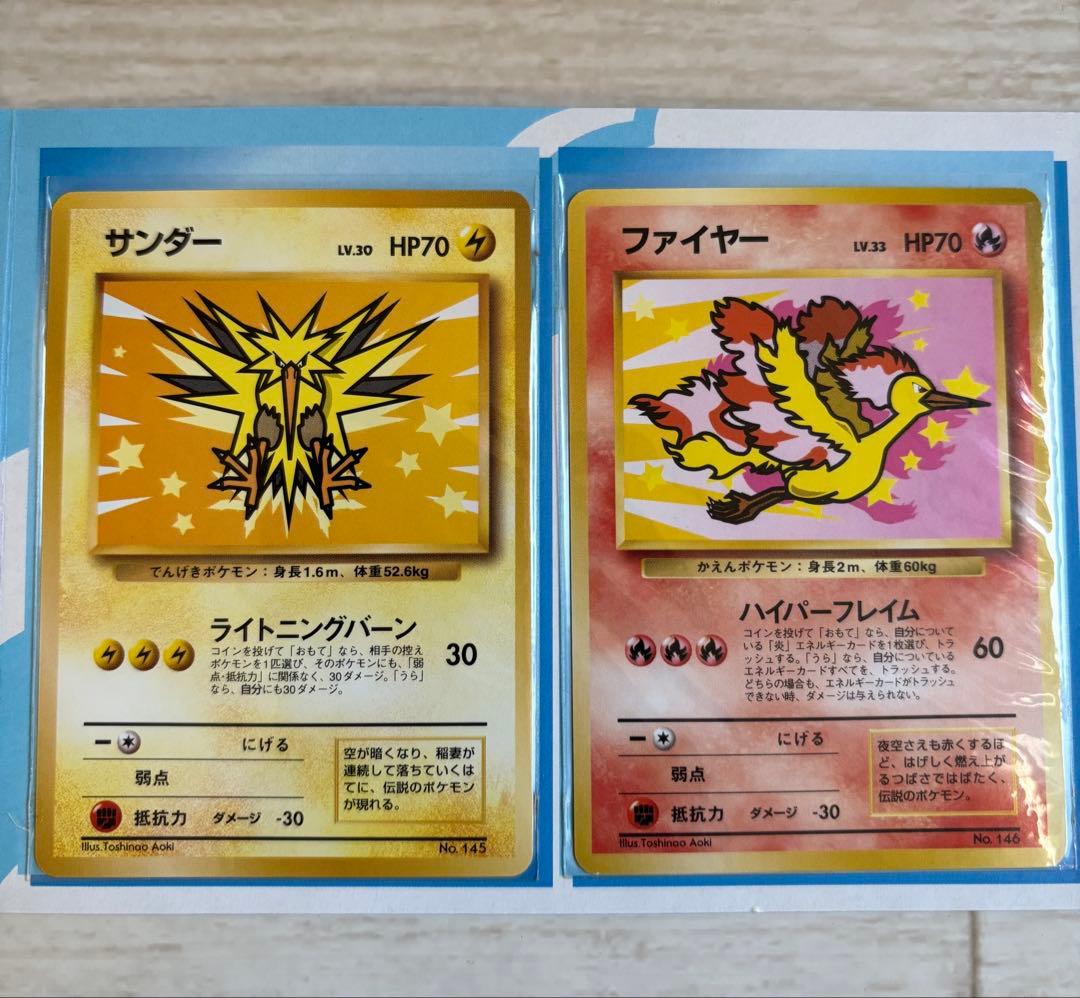 サンダー LV.30 HP70
でんげきポケモン：身長1.6m、体重52.6kg
ライトニングバーン
コインを投げて「おもて」なら、相手の控え
ポケモンを1匹選び、そのポケモンにも、「弱
点・抵抗力」に関係なく、30ダメージ。「うら」
なら、自分にも30ダメージ。
30
ー にげる
弱点
抵抗力 ダメージ -30
空が暗くなり、稲妻が
連続して落ちていくは
てに、伝説のポケモン
が現れる。
Illus.Toshinao Aoki No. 145
ファイヤー LV.33 HP70
かえんポケモン：身長2m、体重60kg
ハイパーフレイム
コインを投げて「おもて」なら、自分について
いる「炎」エネルギーカードを1枚選び、トラ
ッシュする。「うら」なら、自分についている
エネルギーカードすべてを、トラッシュする。
どちらの場合も、エネルギーカードがトラッシュ
できない時、ダメージは与えられない。
60
ー にげる
弱点
抵抗力 ダメージ -30
夜空さえも赤くするほ
ど、はげしく燃え上が
るつばさではばたく、
伝説のポケモン。
Illus.Toshinao Aoki No. 146